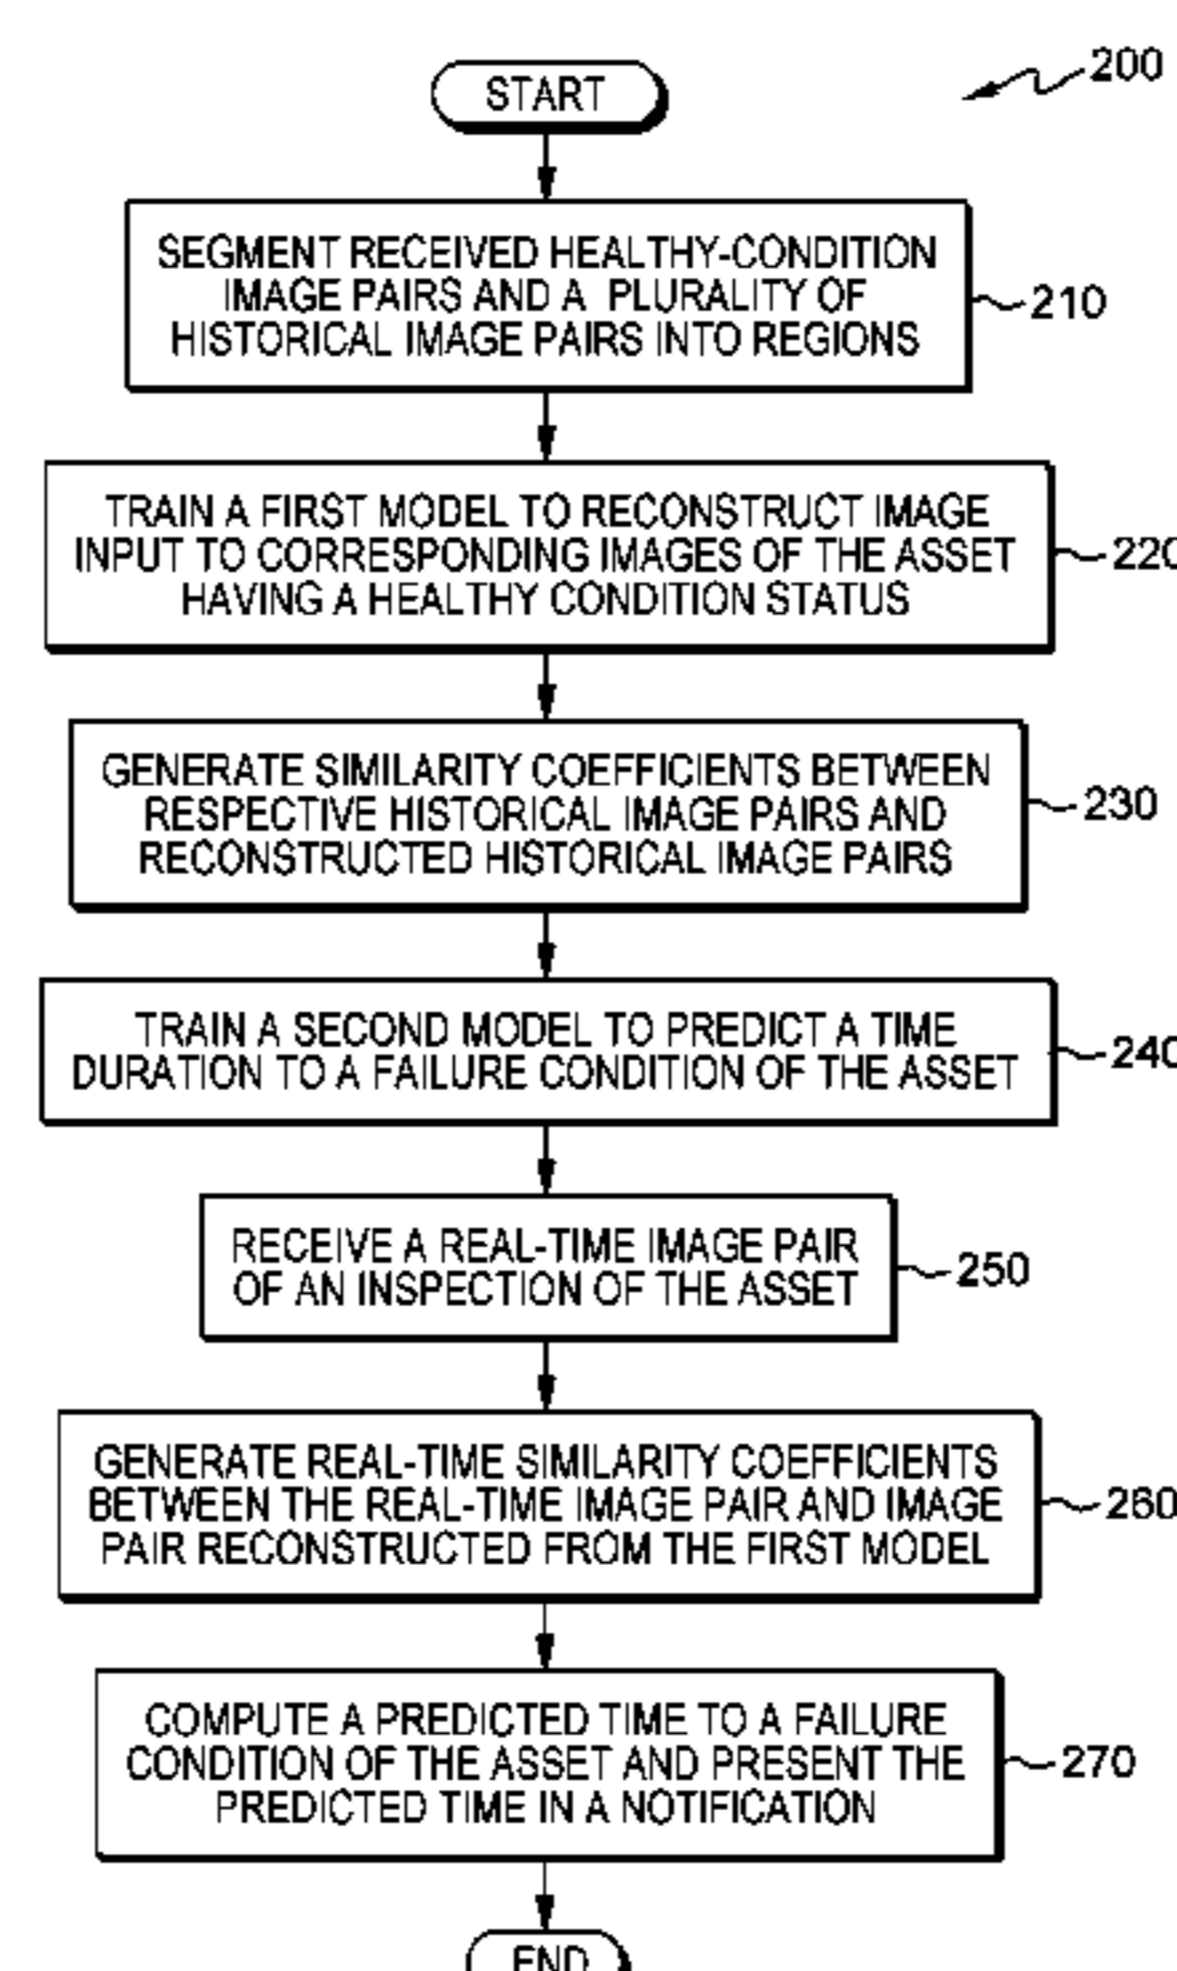 START
200
SEGMENT RECEIVED HEALTHY-CONDITION
IMAGE PAIRS AND A PLURALITY OF
HISTORICAL IMAGE PAIRS INTO REGIONS
210
TRAIN A FIRST MODEL TO RECONSTRUCT IMAGE
INPUT TO CORRESPONDING IMAGES OF THE ASSET
HAVING A HEALTHY CONDITION STATUS
220
GENERATE SIMILARITY COEFFICIENTS BETWEEN
RESPECTIVE HISTORICAL IMAGE PAIRS AND
RECONSTRUCTED HISTORICAL IMAGE PAIRS
230
TRAIN A SECOND MODEL TO PREDICT A TIME
DURATION TO A FAILURE CONDITION OF THE ASSET
240
RECEIVE A REAL-TIME IMAGE PAIR
OF AN INSPECTION OF THE ASSET
250
GENERATE REAL-TIME SIMILARITY COEFFICIENTS
BETWEEN THE REAL-TIME IMAGE PAIR AND IMAGE
PAIR RECONSTRUCTED FROM THE FIRST MODEL
260
COMPUTE A PREDICTED TIME TO A FAILURE
CONDITION OF THE ASSET AND PRESENT THE
PREDICTED TIME IN A NOTIFICATION
270
END